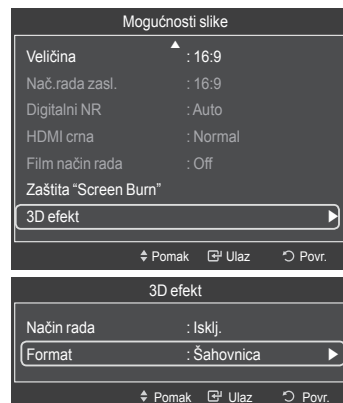 Mogućnosti slike
Veličina : 16:9
Nač.rada zasl. : 16:9
Digitalni NR : Auto
HDMI crna : Normal
Film način rada : Off
Zaštita “Screen Burn”
3D efekt
Pomak Ulaz Povr.
3D efekt
Način rada : Isklj.
Format : Šahovnica
Pomak Ulaz Povr.